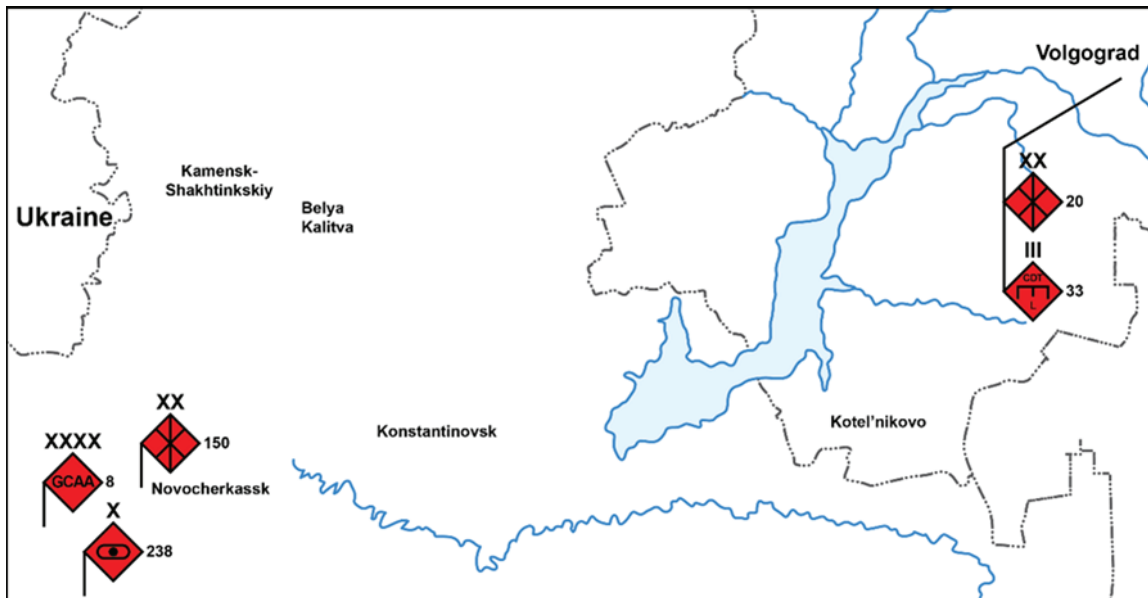 Volgograd
XX
20
III
CDT
L
33
Kamensk-
Shakhtinkskiy
Belya
Kalitva
Ukraine
XX
150
XXXX
GCAA
8
Novocherkassk
X
238
Konstantinovsk
Kotel'nikovo